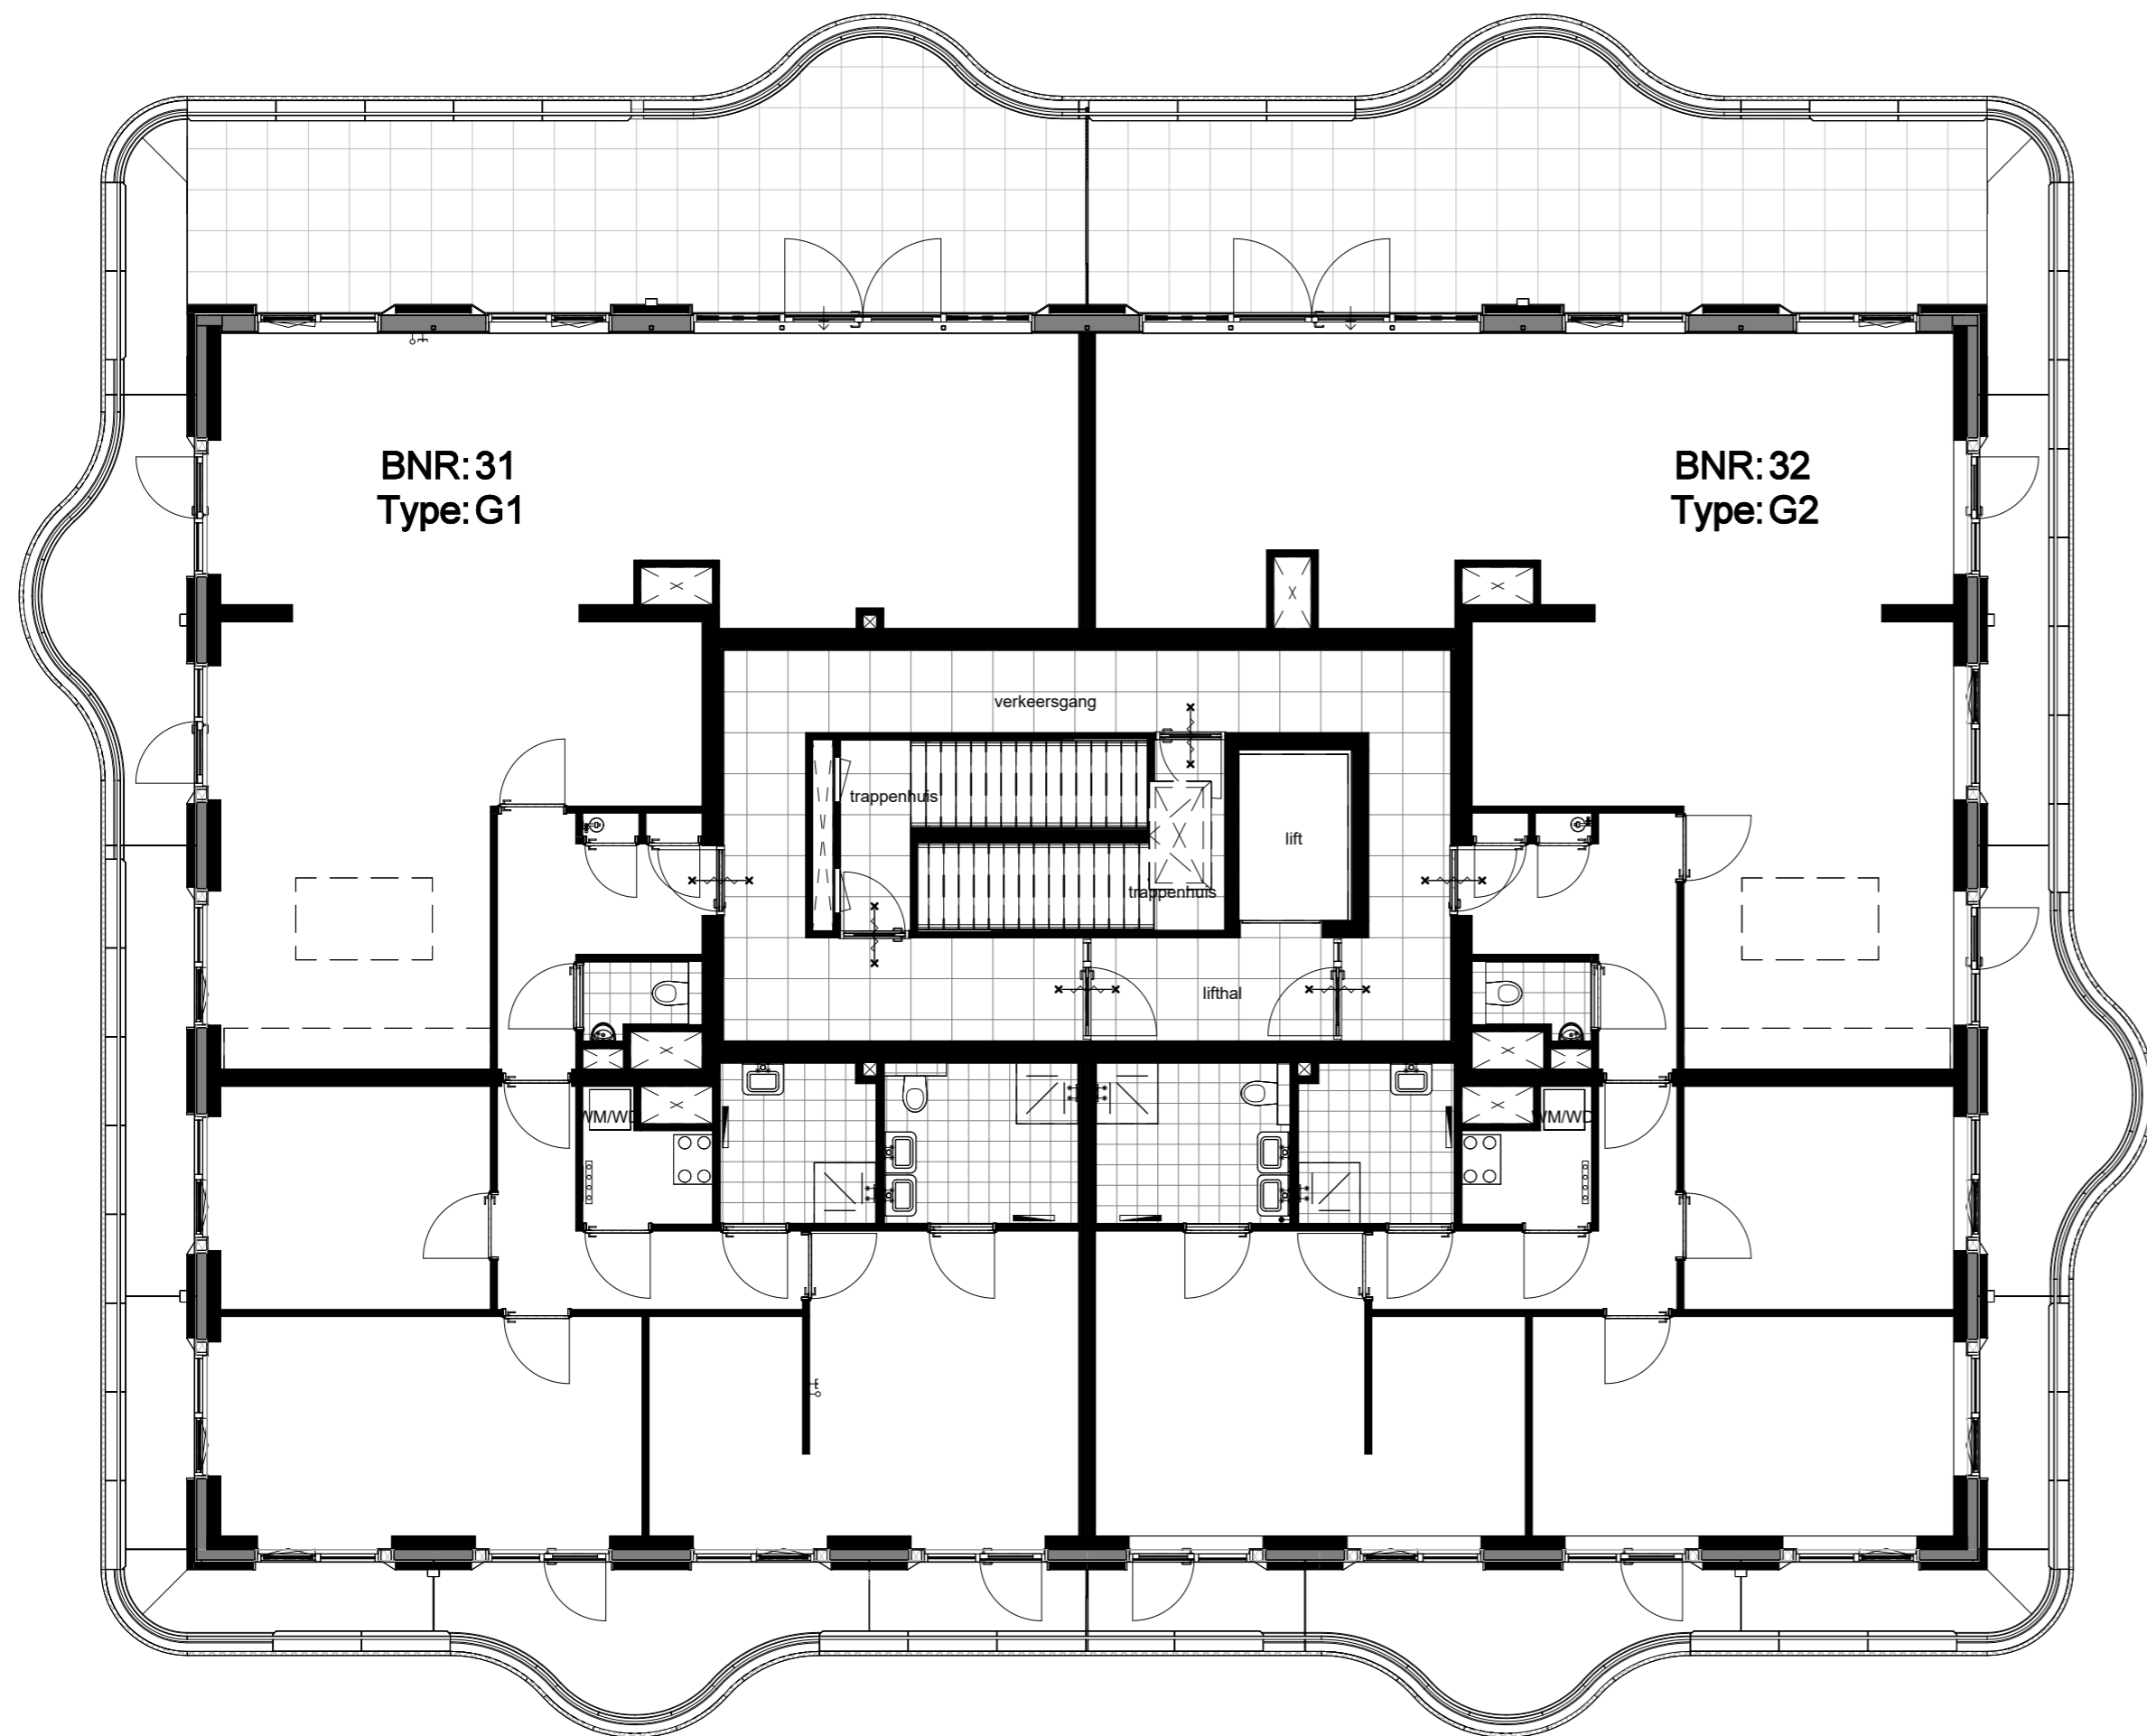 BNR: 31
Type: G1
BNR: 32
Type: G2
verkeersgang
trappenhuis
lift
trappenhuis
lifthal
WM/WD
WM/WD